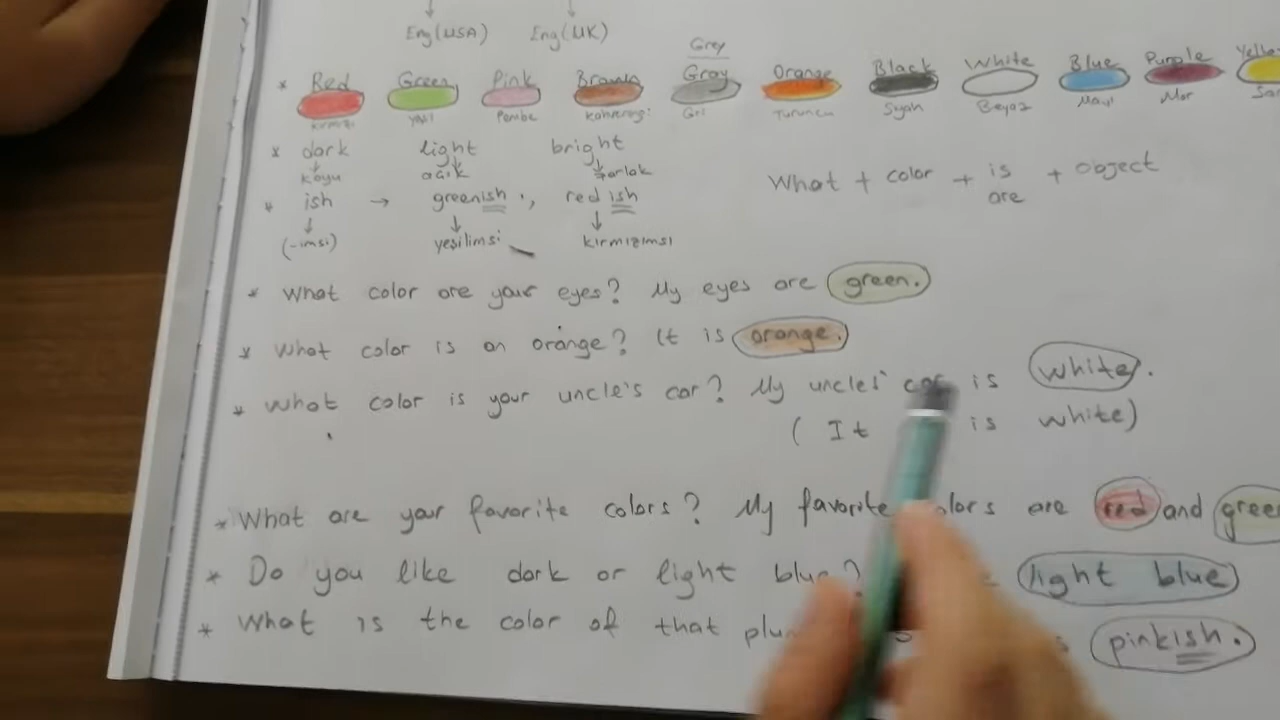 Eng(USA) Eng(UK)
Grey
* Red Green Pink Brown Gray Orange Black White Blue Purple Yello
Kırmızı Yeşil Pembe Kahverengi Gri Turuncu Siyah Beyaz Mavi Mor Sar
* dark light bright
koyu açık parlak
What + color + is + object
are
* ish → greenish , redish
(-imsi) yeşilimsi kırmızımsı
* What color are your eyes? My eyes are green.
* What color is an orange? It is orange.
* What color is your uncle's car? My uncles' car is white.
( It is white)
* What are your favorite colors? My favorite colors are red and green
* Do you like dark or light blue? light blue
* What is the color of that pinkish.